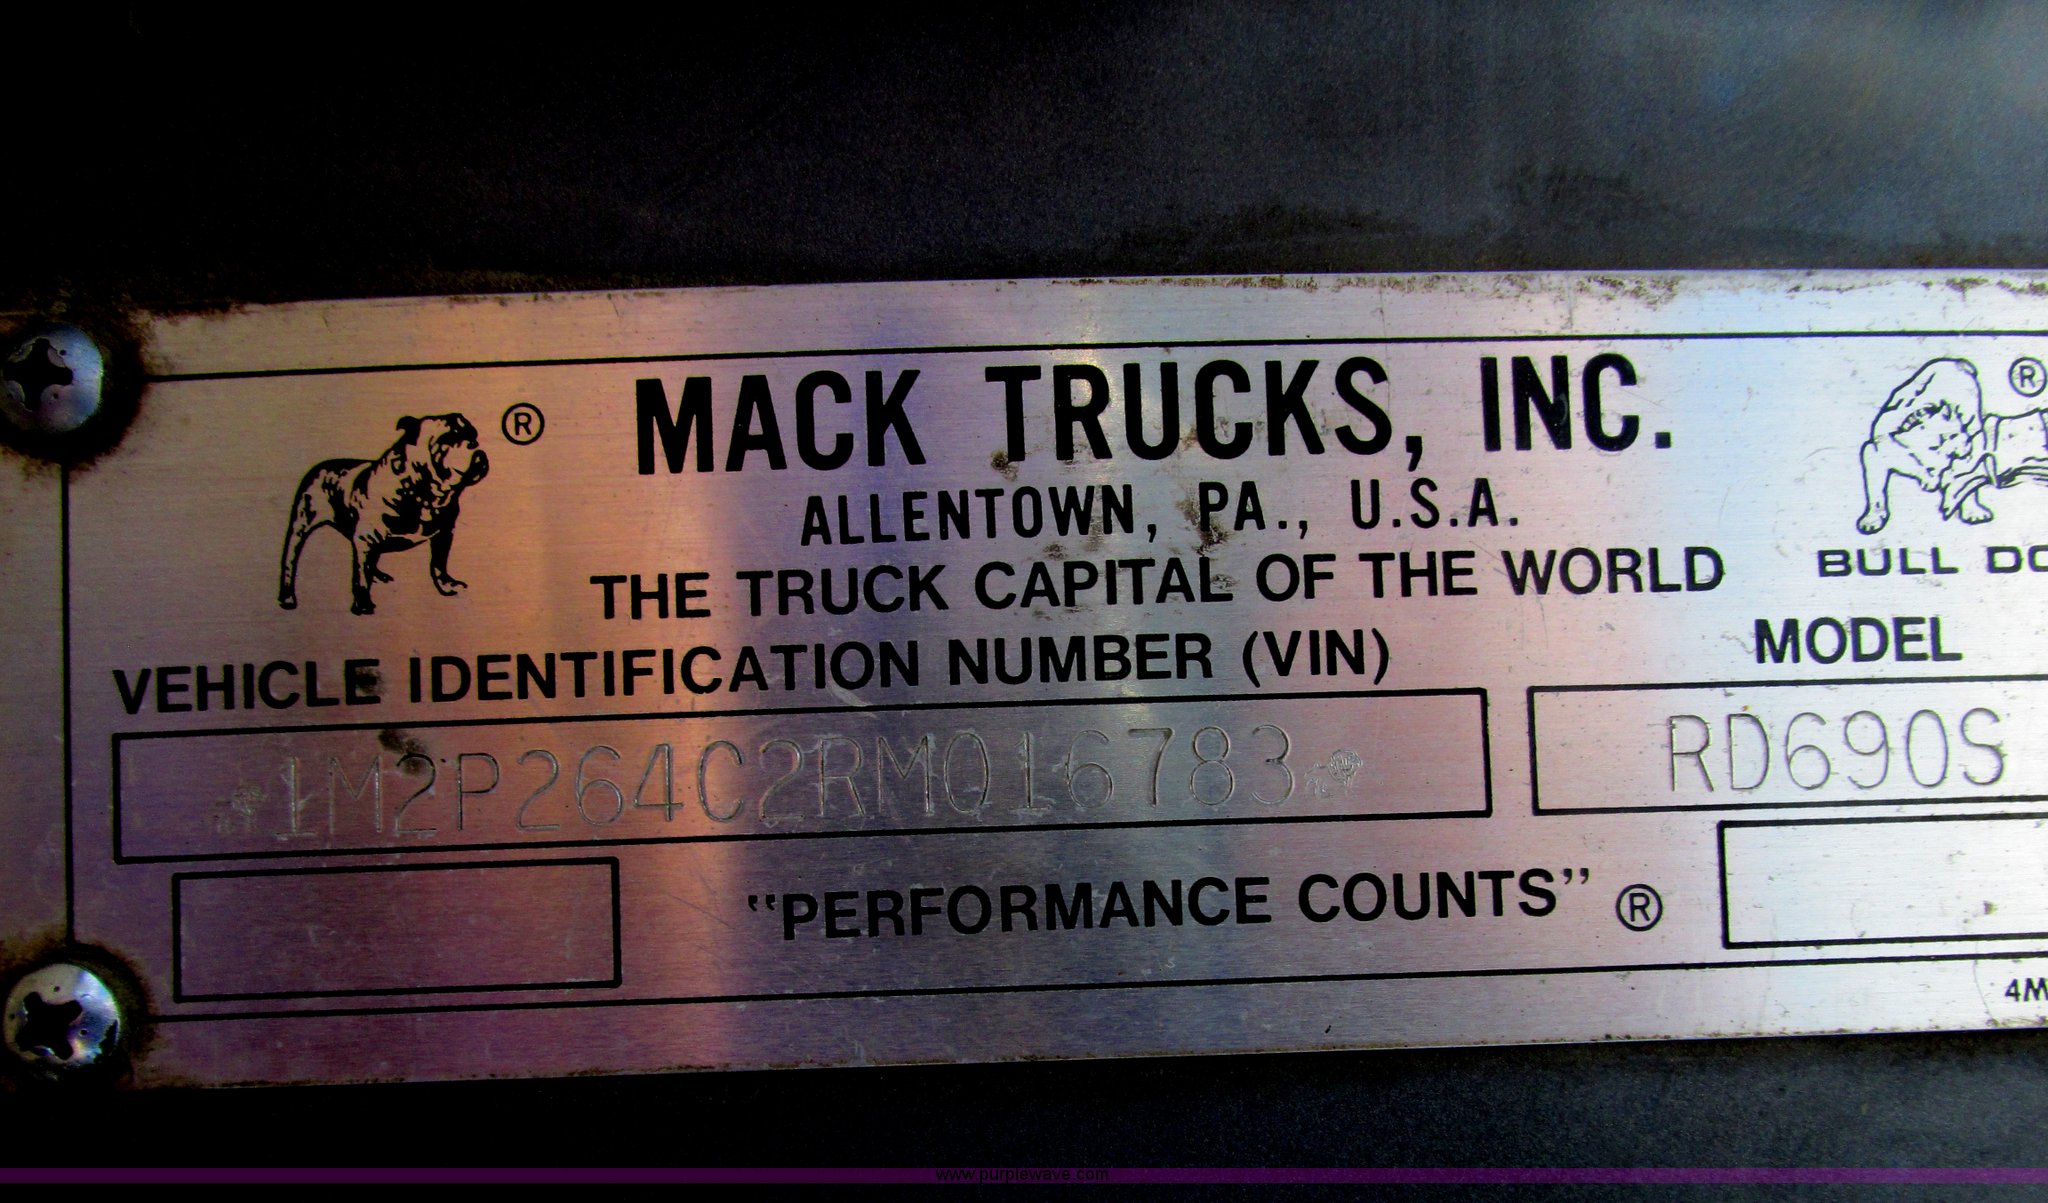 ®
MACK TRUCKS, INC.
®
ALLENTOWN, PA., U.S.A.
BULL DO
THE TRUCK CAPITAL OF THE WORLD
VEHICLE IDENTIFICATION NUMBER (VIN)
MODEL
1M2P264C2RM016783
RD690S
"PERFORMANCE COUNTS" ®
4M
www.purplewave.com